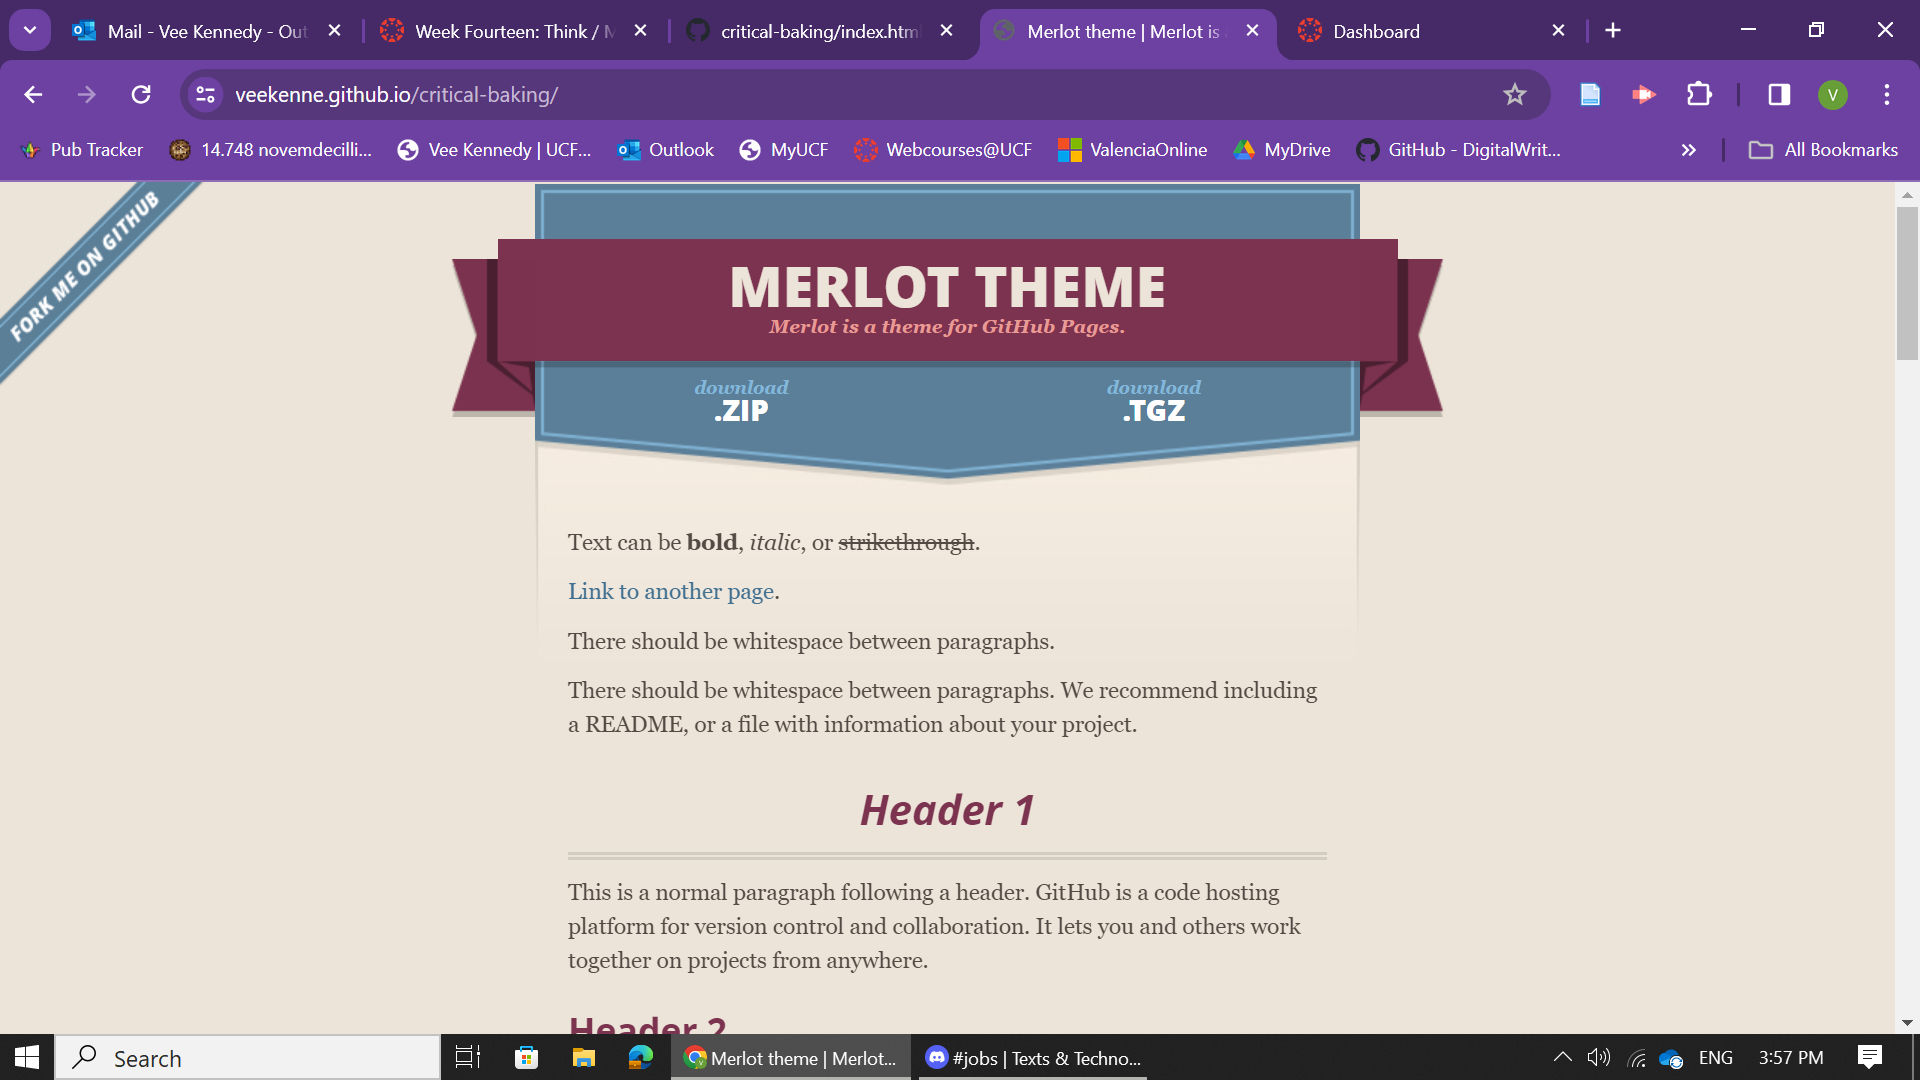 Mail - Vee Kennedy - Out
Week Fourteen: Think / M
critical-baking/index.html
Merlot theme | Merlot is a
Dashboard
veekenne.github.io/critical-baking/
V
Pub Tracker
14.748 novemdecilli...
Vee Kennedy | UCF...
Outlook
MyUCF
Webcourses@UCF
ValenciaOnline
MyDrive
GitHub - DigitalWrit...
All Bookmarks
FORK ME ON GITHUB
MERLOT THEME
Merlot is a theme for GitHub Pages.
download
.ZIP
download
.TGZ
Text can be bold, italic, or strikethrough.
Link to another page.
There should be whitespace between paragraphs.
There should be whitespace between paragraphs. We recommend including
a README, or a file with information about your project.
Header 1
This is a normal paragraph following a header. GitHub is a code hosting
platform for version control and collaboration. It lets you and others work
together on projects from anywhere.
Header 2
Search
Merlot theme | Merlot...
#jobs | Texts & Techno...
ENG
3:57 PM